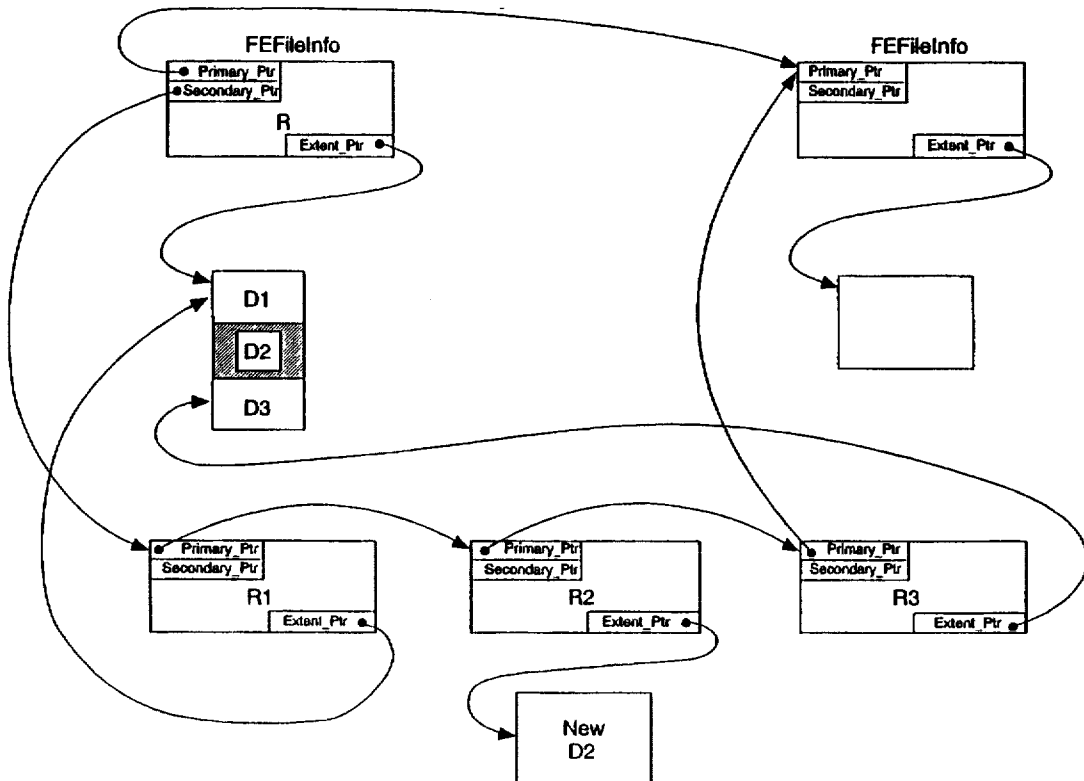 FEFileInfo
Primary_Ptr
Secondary_Ptr
R
Extent_Ptr
FEFileInfo
Primary_Ptr
Secondary_Ptr
Extent_Ptr
D1
D2
D3
Primary_Ptr
Secondary_Ptr
R1
Extent_Ptr
Primary_Ptr
Secondary_Ptr
R2
Extent_Ptr
Primary_Ptr
Secondary_Ptr
R3
Extent_Ptr
New
D2